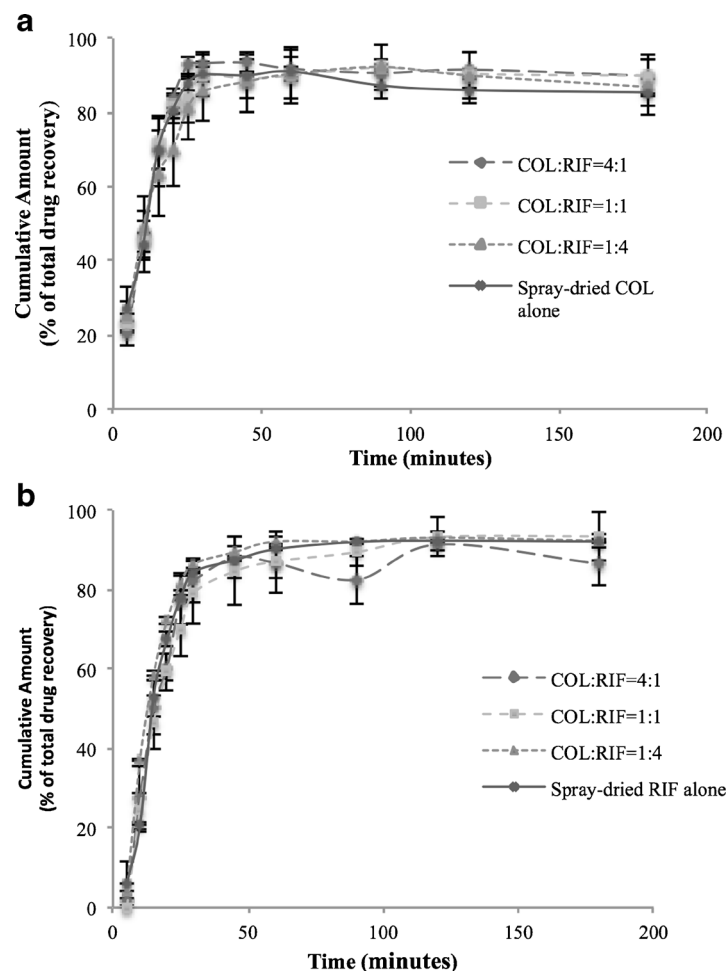 a
100
80
60
40
20
0
Cumulative Amount
(% of total drug recovery)
COL:RIF=4:1
COL:RIF=1:1
COL:RIF=1:4
Spray-dried COL
alone
0
50
100
150
200
Time (minutes)
b
100
80
60
40
20
0
Cumulative Amount
(% of total drug recovery)
COL:RIF=4:1
COL:RIF=1:1
COL:RIF=1:4
Spray-dried RIF alone
0
50
100
150
200
Time (minutes)